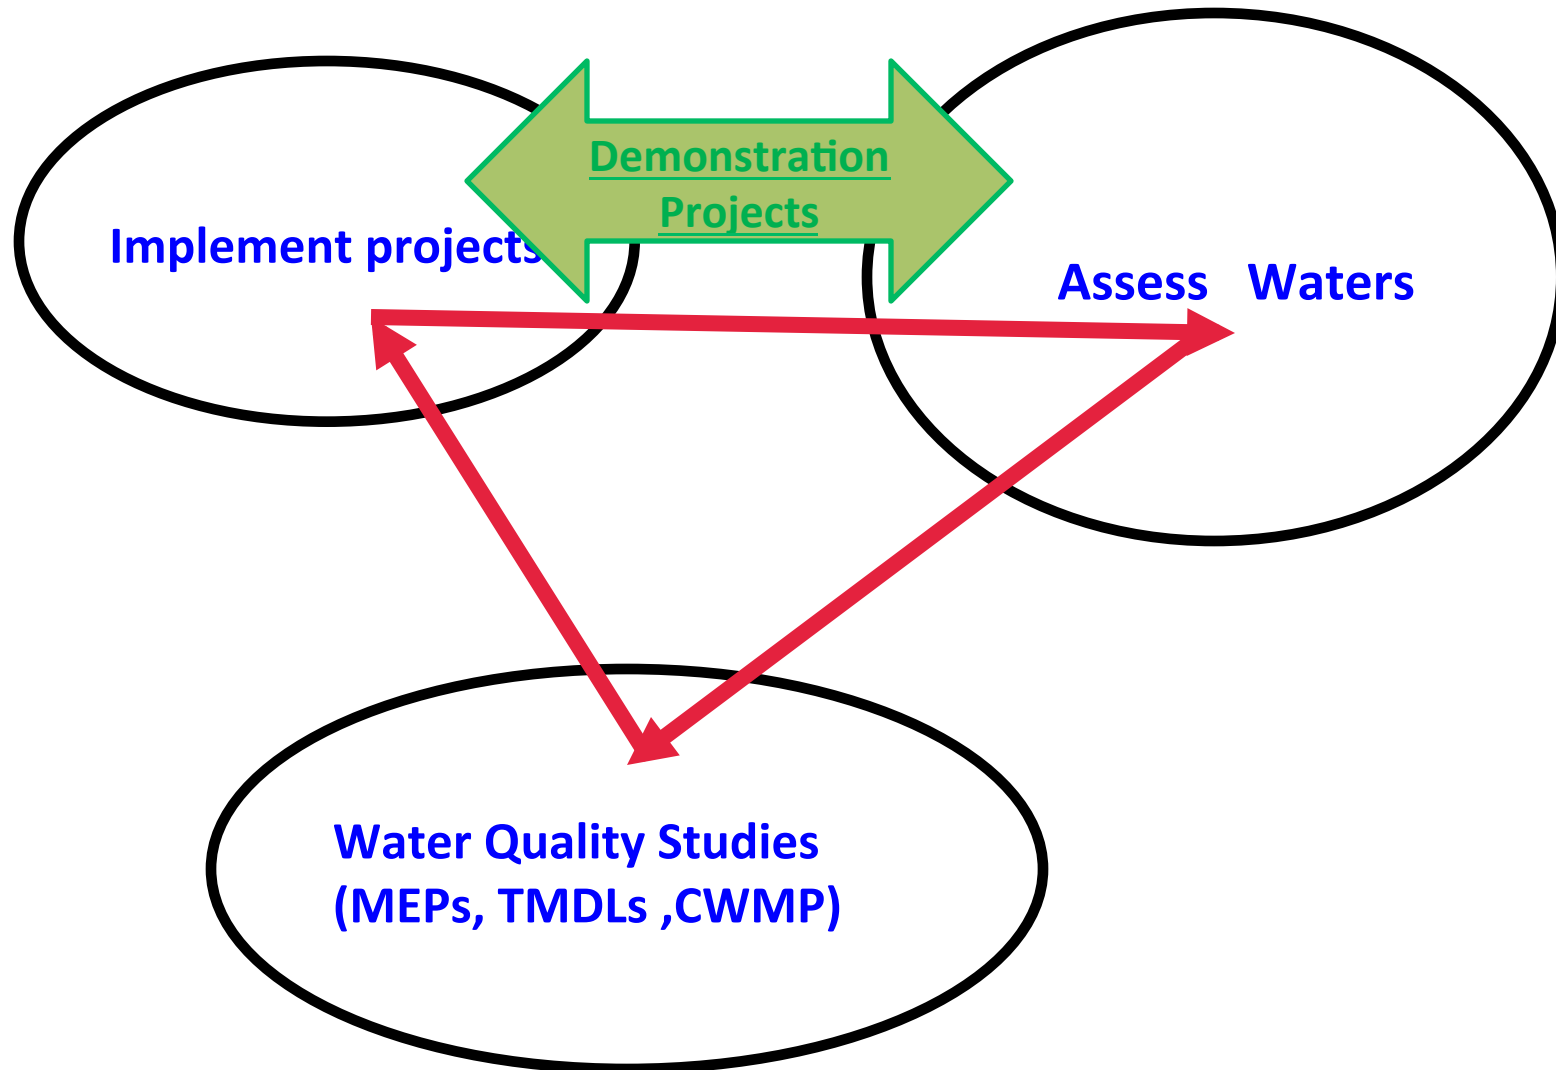 Demonstration
Projects
Implement projects
Assess   Waters
Water Quality Studies
(MEPs, TMDLs ,CWMP)